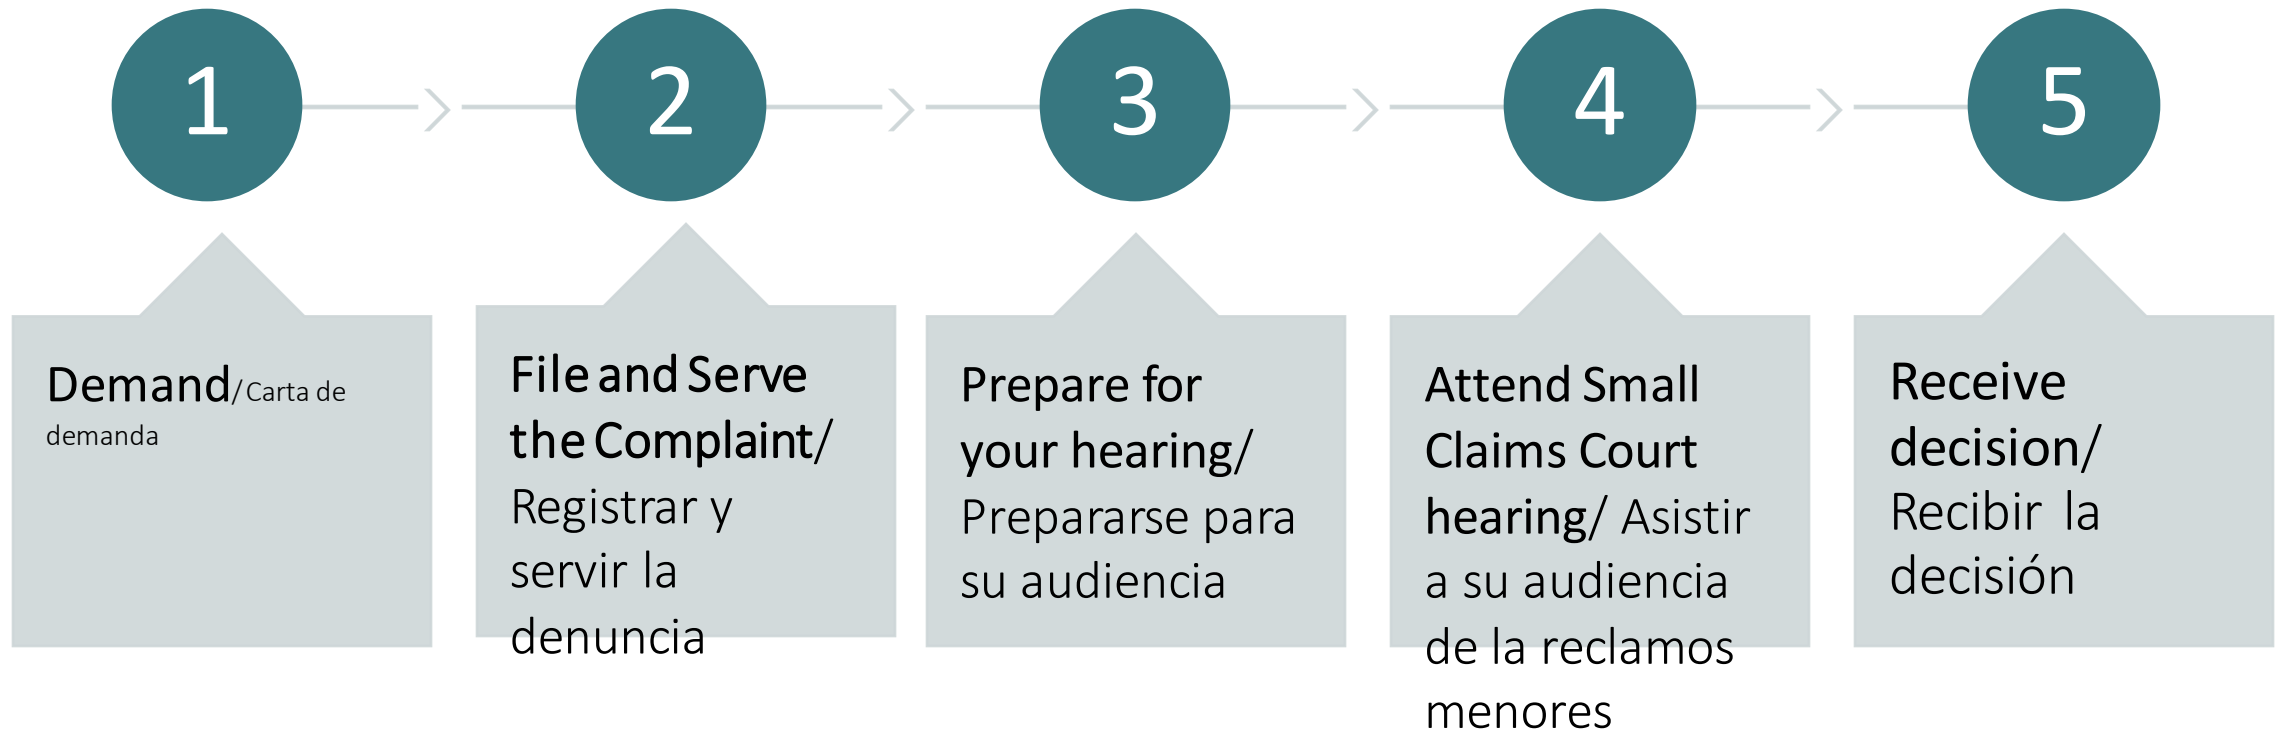 1
2
3
4
5
Demand/Carta de
demanda
File and Serve
the Complaint/
Registrar y
servir la
denuncia
Prepare for
your hearing/
Prepararse para
su audiencia
Attend Small
Claims Court
hearing/ Asistir
a su audiencia
de la reclamos
menores
Receive
decision/
Recibir la
decisión